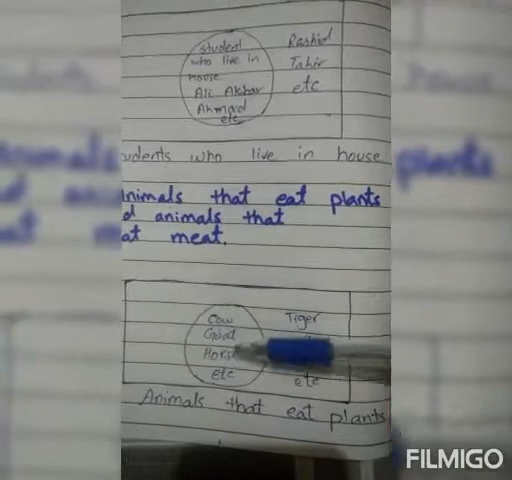 student Rashid
who live in Tahir
house etc
Ali Akbar
Ahmad
etc
udents who live in house
Animals that eat plants
d animals that
at meat.
Cow Tiger
Goat
Horse
etc etc
Animals that eat plants
FILMIGO